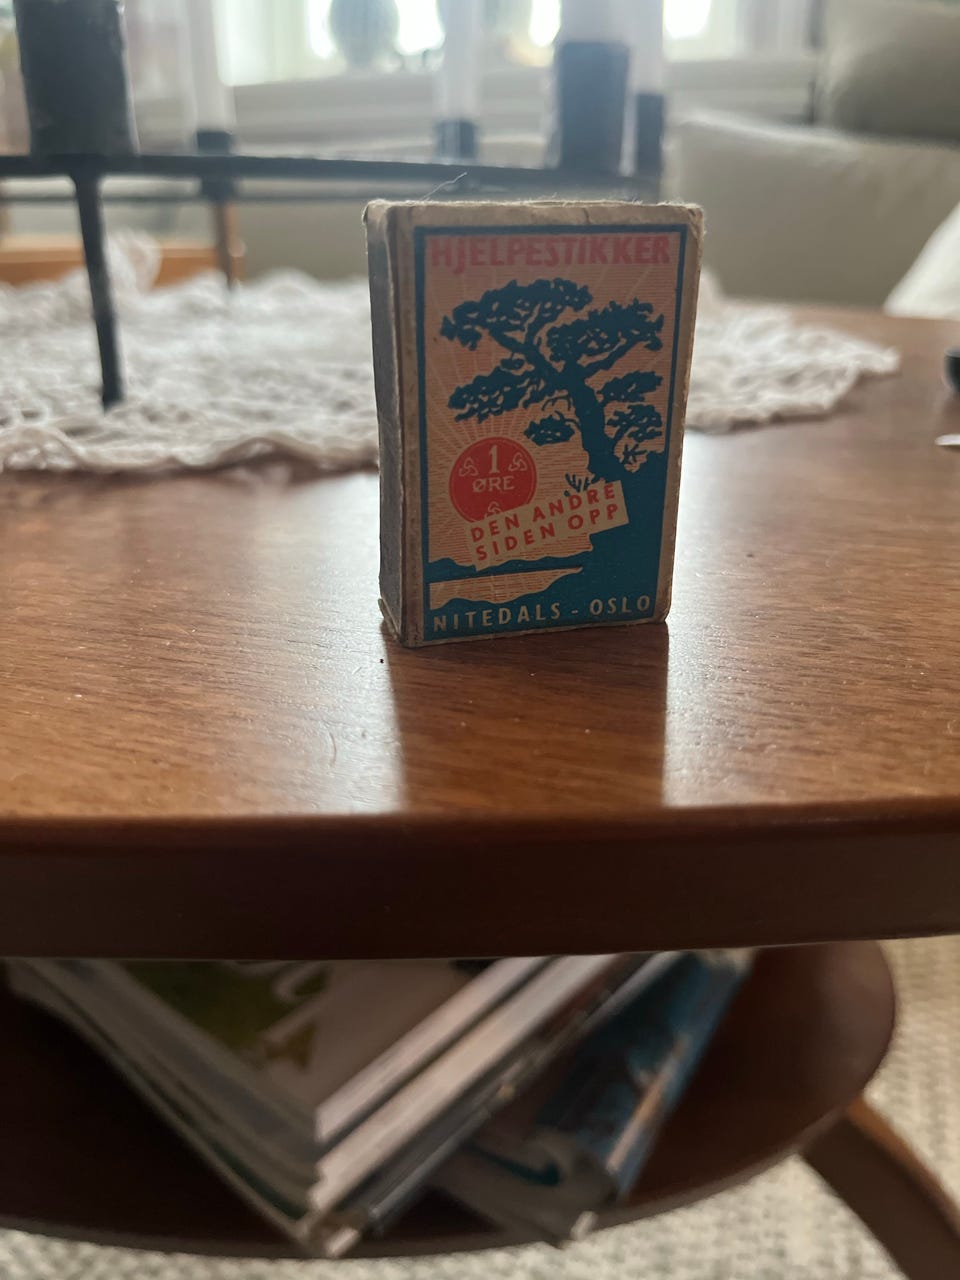 HJELPESTIKKER
1
ØRE
DEN ANDRE
SIDEN OPP
NITEDALS - OSLO